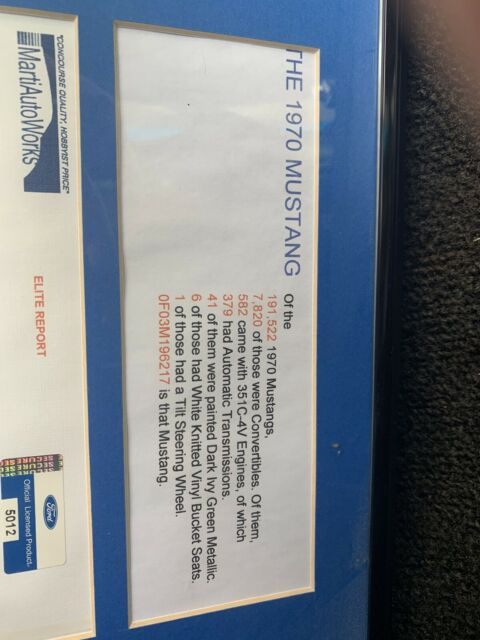 THE 1970 MUSTANG
Of the
191,522 1970 Mustangs,
7,820 of those were Convertibles. Of them,
582 came with 351C-4V Engines, of which
379 had Automatic Transmissions.
41 of them were painted Dark Ivy Green Metallic.
6 of those had White Knitted Vinyl Bucket Seats.
1 of those had a Tilt Steering Wheel.
0F03M196217 is that Mustang.
"CONCOURSE QUALITY, HOBBYIST PRICE"
MartiAutoWorks
ELITE REPORT
Ford
Official Licensed Product
5012